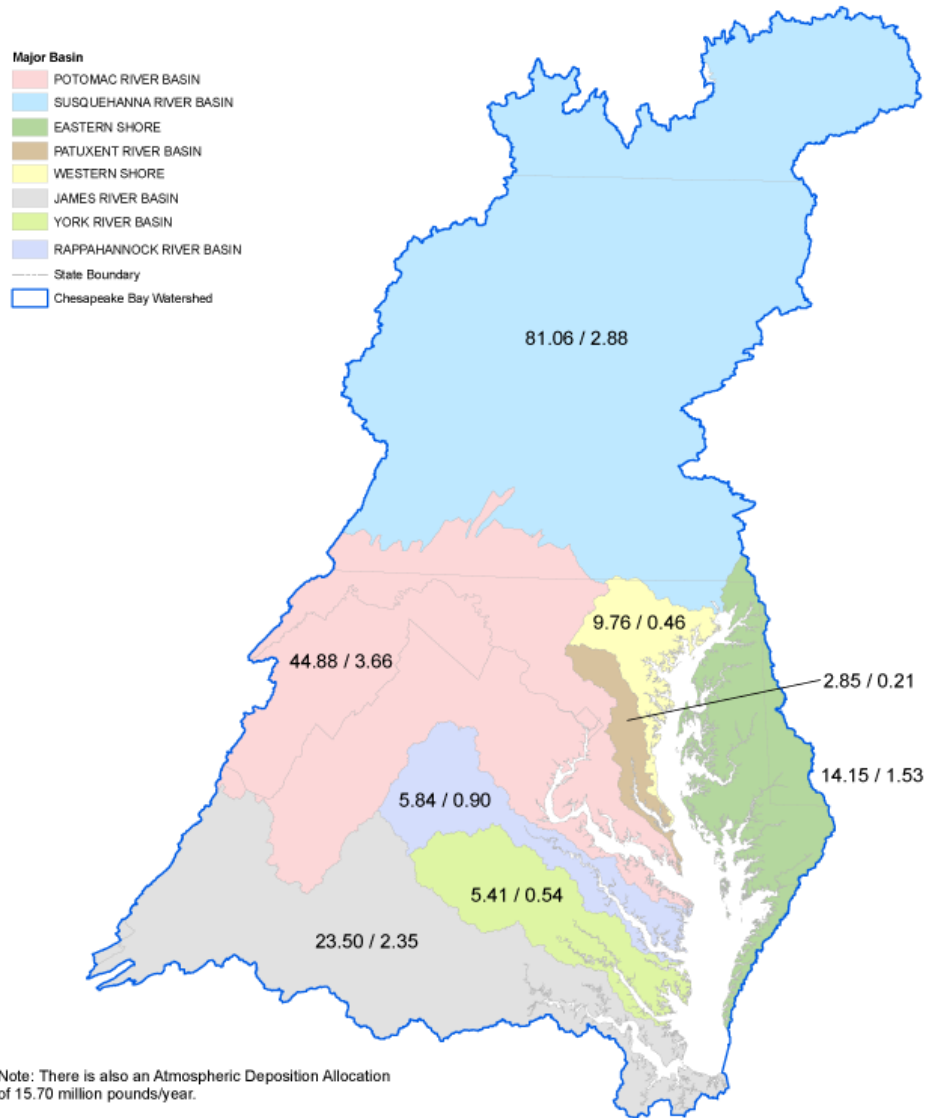 Major Basin
POTOMAC RIVER BASIN
SUSQUEHANNA RIVER BASIN
EASTERN SHORE
PATUXENT RIVER BASIN
WESTERN SHORE
JAMES RIVER BASIN
YORK RIVER BASIN
RAPPAHANNOCK RIVER BASIN
State Boundary
Chesapeake Bay Watershed
81.06 / 2.88
9.76 / 0.46
44.88 / 3.66
2.85 / 0.21
14.15 / 1.53
5.84 / 0.90
5.41 / 0.54
23.50 / 2.35
Note: There is also an Atmospheric Deposition Allocation
of 15.70 million pounds/year.